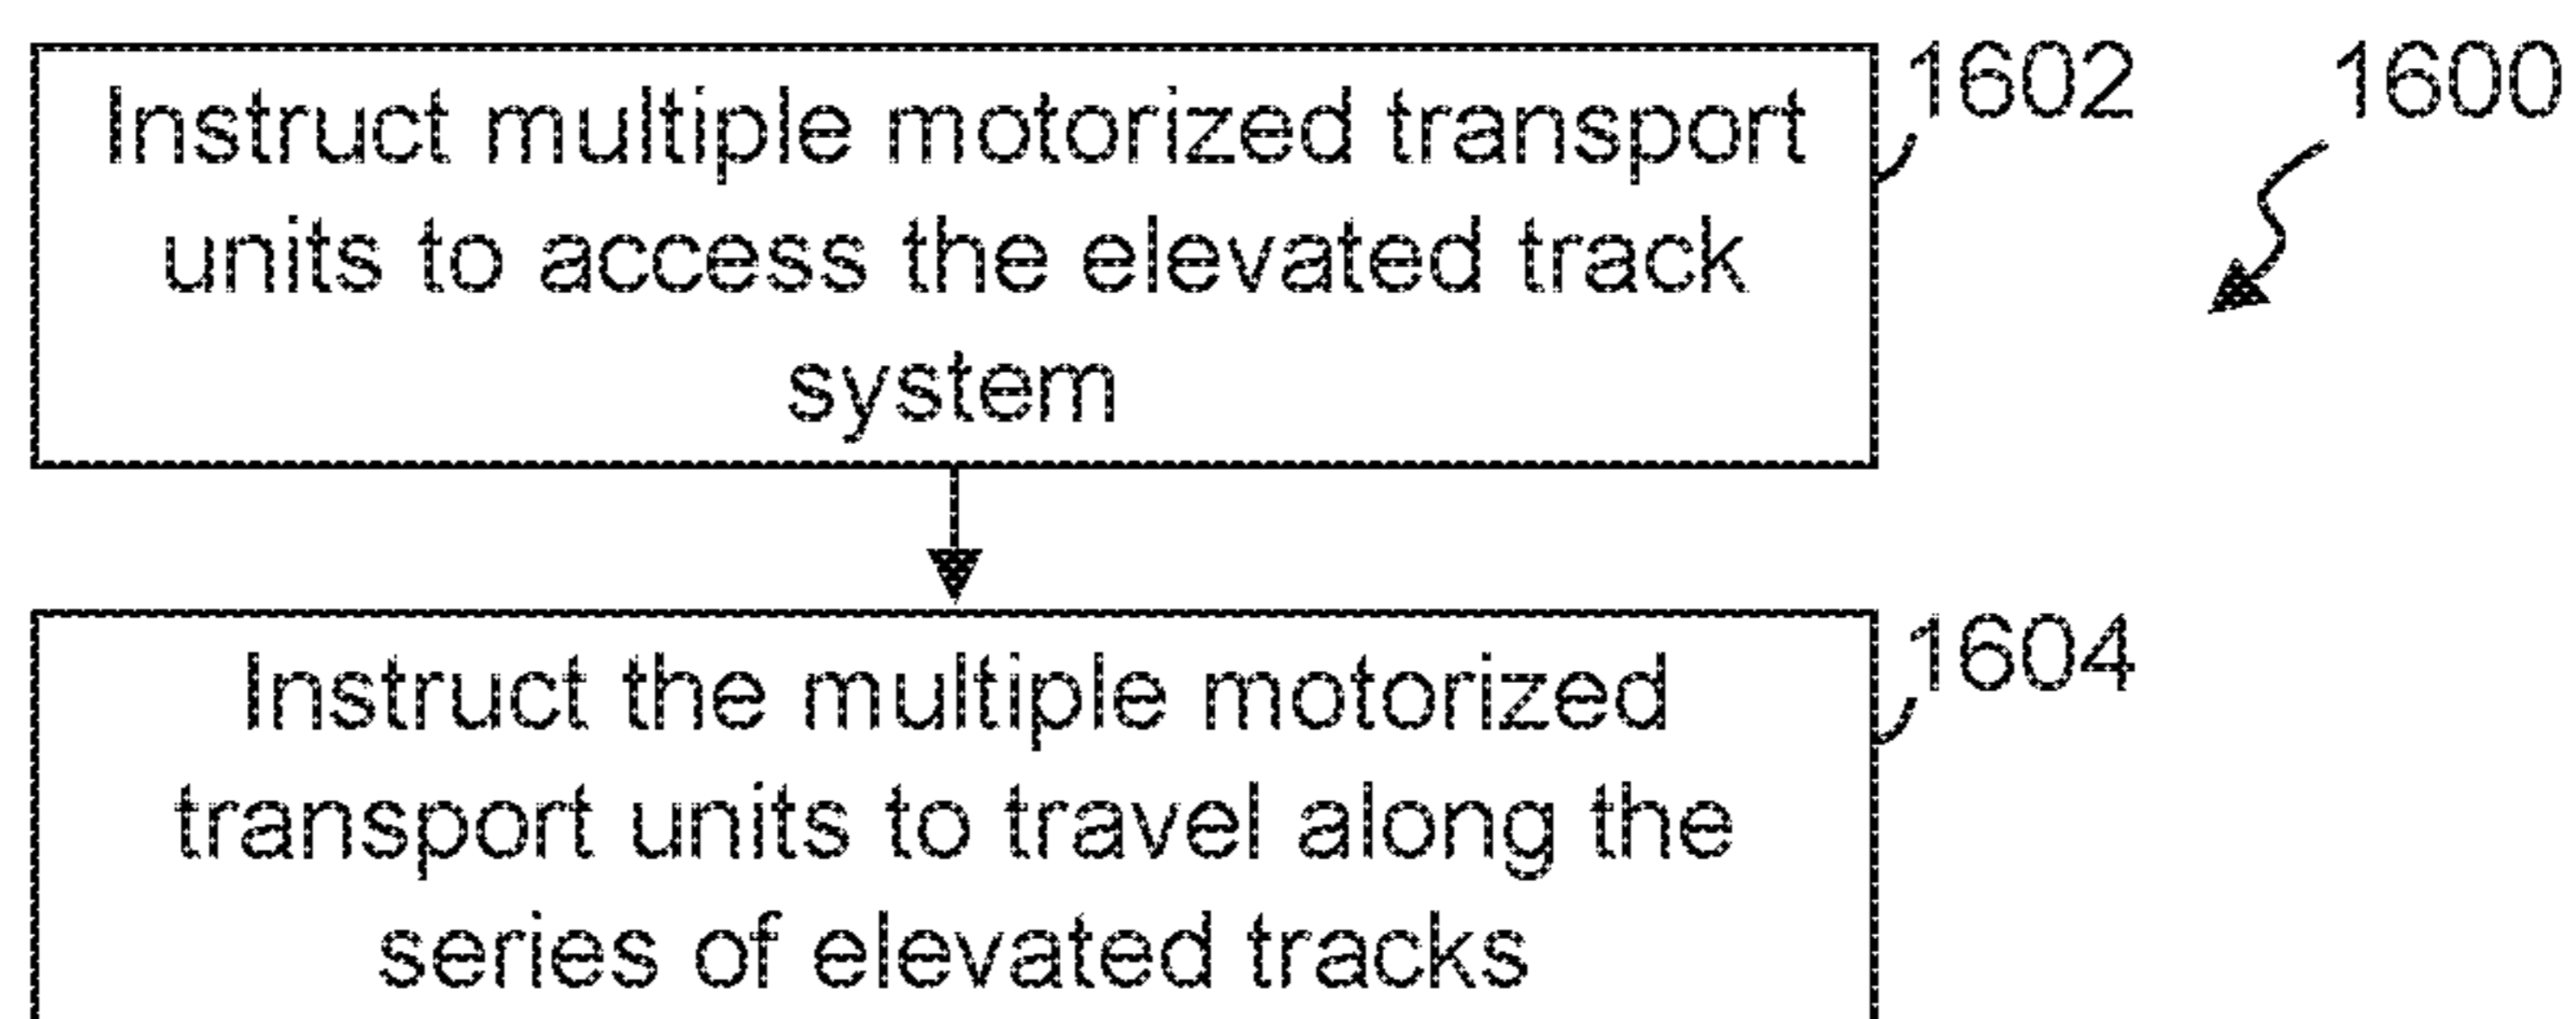 Instruct multiple motorized transport
units to access the elevated track
system
1602
1600
Instruct the multiple motorized
transport units to travel along the
series of elevated tracks
1604